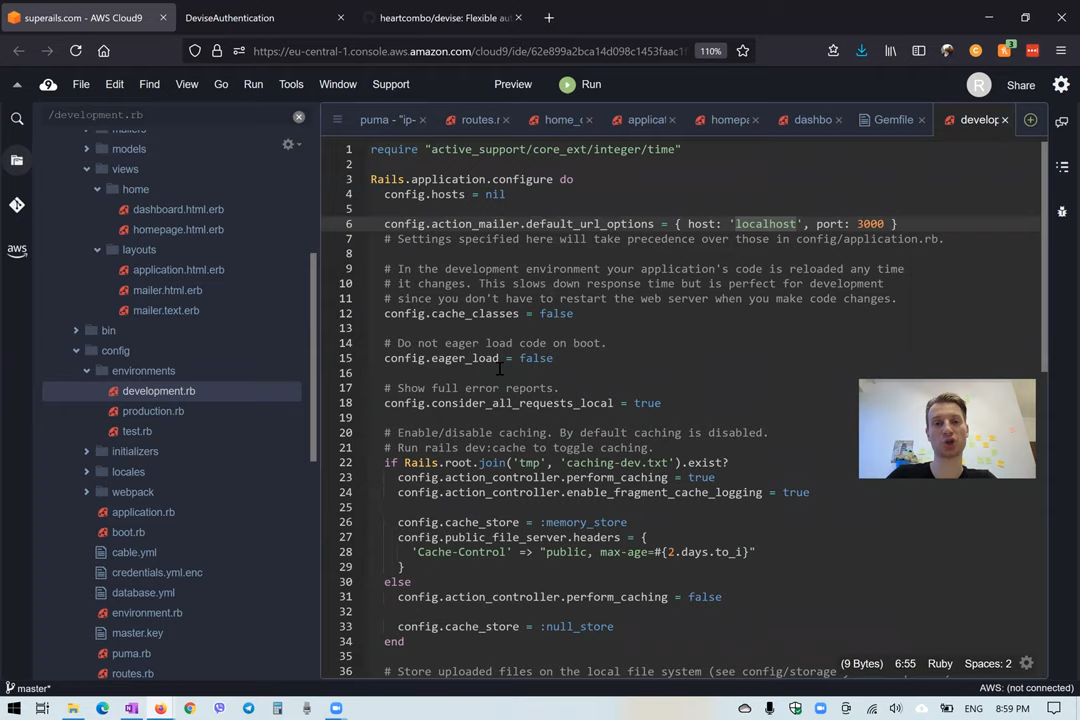 superails.com - AWS Cloud9
DeviseAuthentication
heartcombo/devise: Flexible au
https://eu-central-1.console.aws.amazon.com/cloud9/ide/62e899a2bca14d098c1453faac1f
110%
3
File Edit Find View Go Run Tools Window Support Preview Run
R Share
/development.rb
puma - "ip-
routes.r
home_c
applicat
homepa
dashbo
Gemfile
develop
mailers
models
views
home
dashboard.html.erb
homepage.html.erb
layouts
application.html.erb
mailer.html.erb
mailer.text.erb
bin
config
environments
development.rb
production.rb
test.rb
initializers
locales
webpack
application.rb
boot.rb
cable.yml
credentials.yml.enc
database.yml
environment.rb
master.key
puma.rb
routes.rb
aws
1 require "active_support/core_ext/integer/time"
2
3 Rails.application.configure do
4 config.hosts = nil
5
6 config.action_mailer.default_url_options = { host: 'localhost', port: 3000 }
7 # Settings specified here will take precedence over those in config/application.rb.
8
9 # In the development environment your application's code is reloaded any time
10 # it changes. This slows down response time but is perfect for development
11 # since you don't have to restart the web server when you make code changes.
12 config.cache_classes = false
13
14 # Do not eager load code on boot.
15 config.eager_load = false
16
17 # Show full error reports.
18 config.consider_all_requests_local = true
19
20 # Enable/disable caching. By default caching is disabled.
21 # Run rails dev:cache to toggle caching.
22 if Rails.root.join('tmp', 'caching-dev.txt').exist?
23 config.action_controller.perform_caching = true
24 config.action_controller.enable_fragment_cache_logging = true
25
26 config.cache_store = :memory_store
27 config.public_file_server.headers = {
28 'Cache-Control' => "public, max-age=#{2.days.to_i}"
29 }
30 else
31 config.action_controller.perform_caching = false
32
33 config.cache_store = :null_store
34 end
35
36 # Store uploaded files on the local file system (see config/storage
(9 Bytes) 6:55 Ruby Spaces: 2
master*
AWS: (not connected)
ENG 8:59 PM